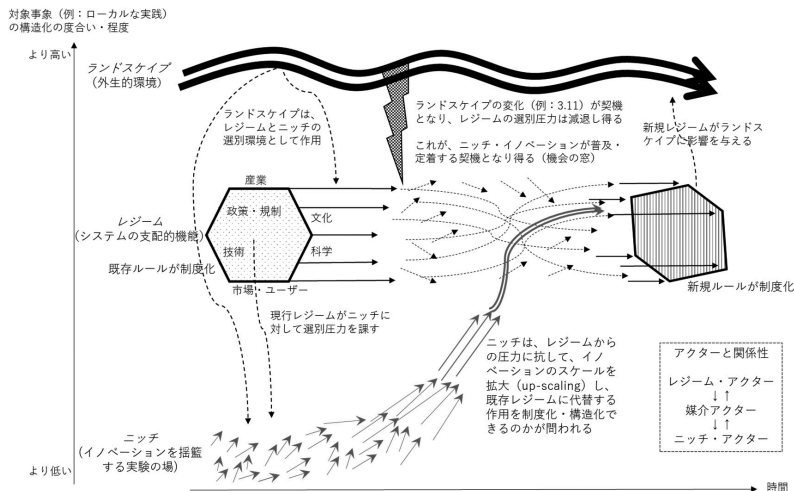 対象事象（例：ローカルな実践）
の構造化の度合い・程度
より高い
ランドスケイプ
（外生的環境）
ランドスケイプは、
レジームとニッチの
選別環境として作用
ランドスケイプの変化（例：3.11）が契機
となり、レジームの選別圧力は減退し得る
これが、ニッチ・イノベーションが普及・
定着する契機となり得る（機会の窓）
新規レジームがランドス
ケイプに影響を与える
産業
政策・規制
文化
レジーム
（システムの支配的機能）
技術
科学
既存ルールが制度化
市場・ユーザー
新規ルールが制度化
現行レジームがニッチに
対して選別圧力を課す
ニッチは、レジームから
の圧力に抗して、イノ
ベーションのスケールを
拡大（up-scaling）し、
既存レジームに代替する
作用を制度化・構造化で
きるのかが問われる
アクターと関係性
レジーム・アクター
↓ ↑
媒介アクター
↓ ↑
ニッチ・アクター
ニッチ
（イノベーションを揺籃
する実験の場）
より低い
時間